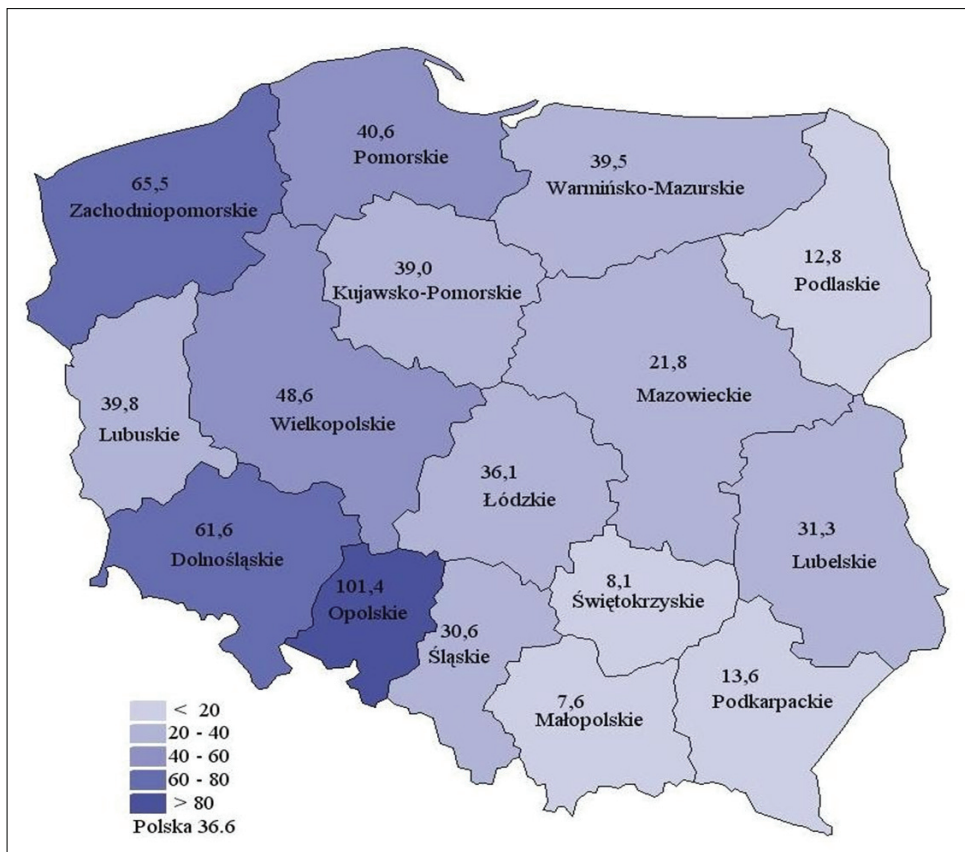 40,6
Pomorskie
39,5
Warmińsko-Mazurskie
65,5
Zachodniopomorskie
12,8
Podlaskie
39,0
Kujawsko-Pomorskie
21,8
Mazowieckie
48,6
Wielkopolskie
39,8
Lubuskie
36,1
Łódzkie
31,3
Lubelskie
61,6
Dolnośląskie
101,4
Opolskie
8,1
Świętokrzyskie
30,6
Śląskie
13,6
Podkarpackie
7,6
Małopolskie
< 20
20 - 40
40 - 60
60 - 80
> 80
Polska 36.6